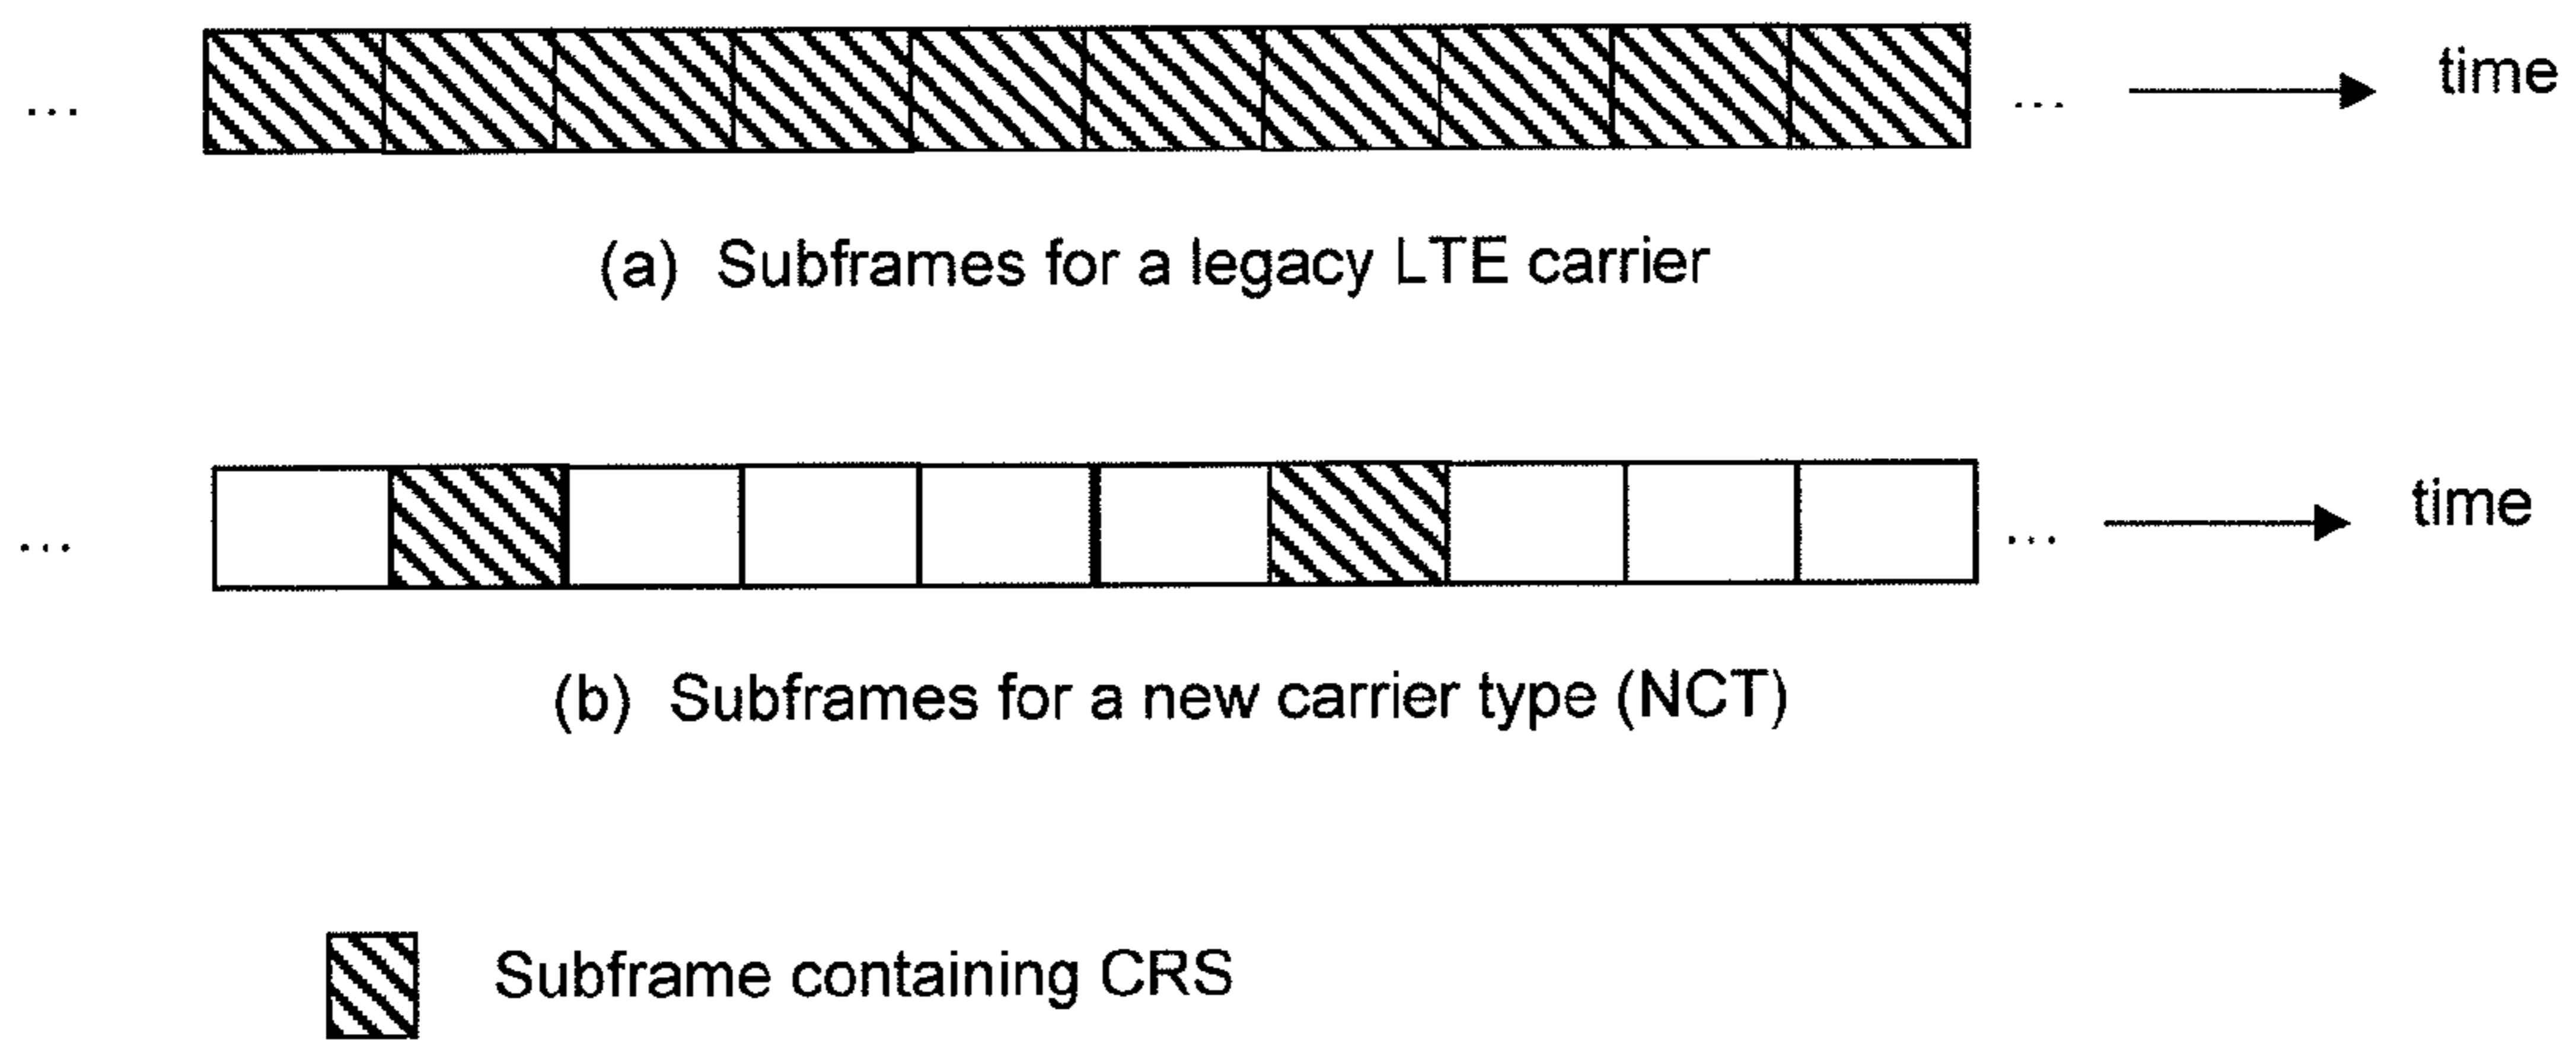 ... ... time
(a) Subframes for a legacy LTE carrier
... ... time
(b) Subframes for a new carrier type (NCT)
Subframe containing CRS